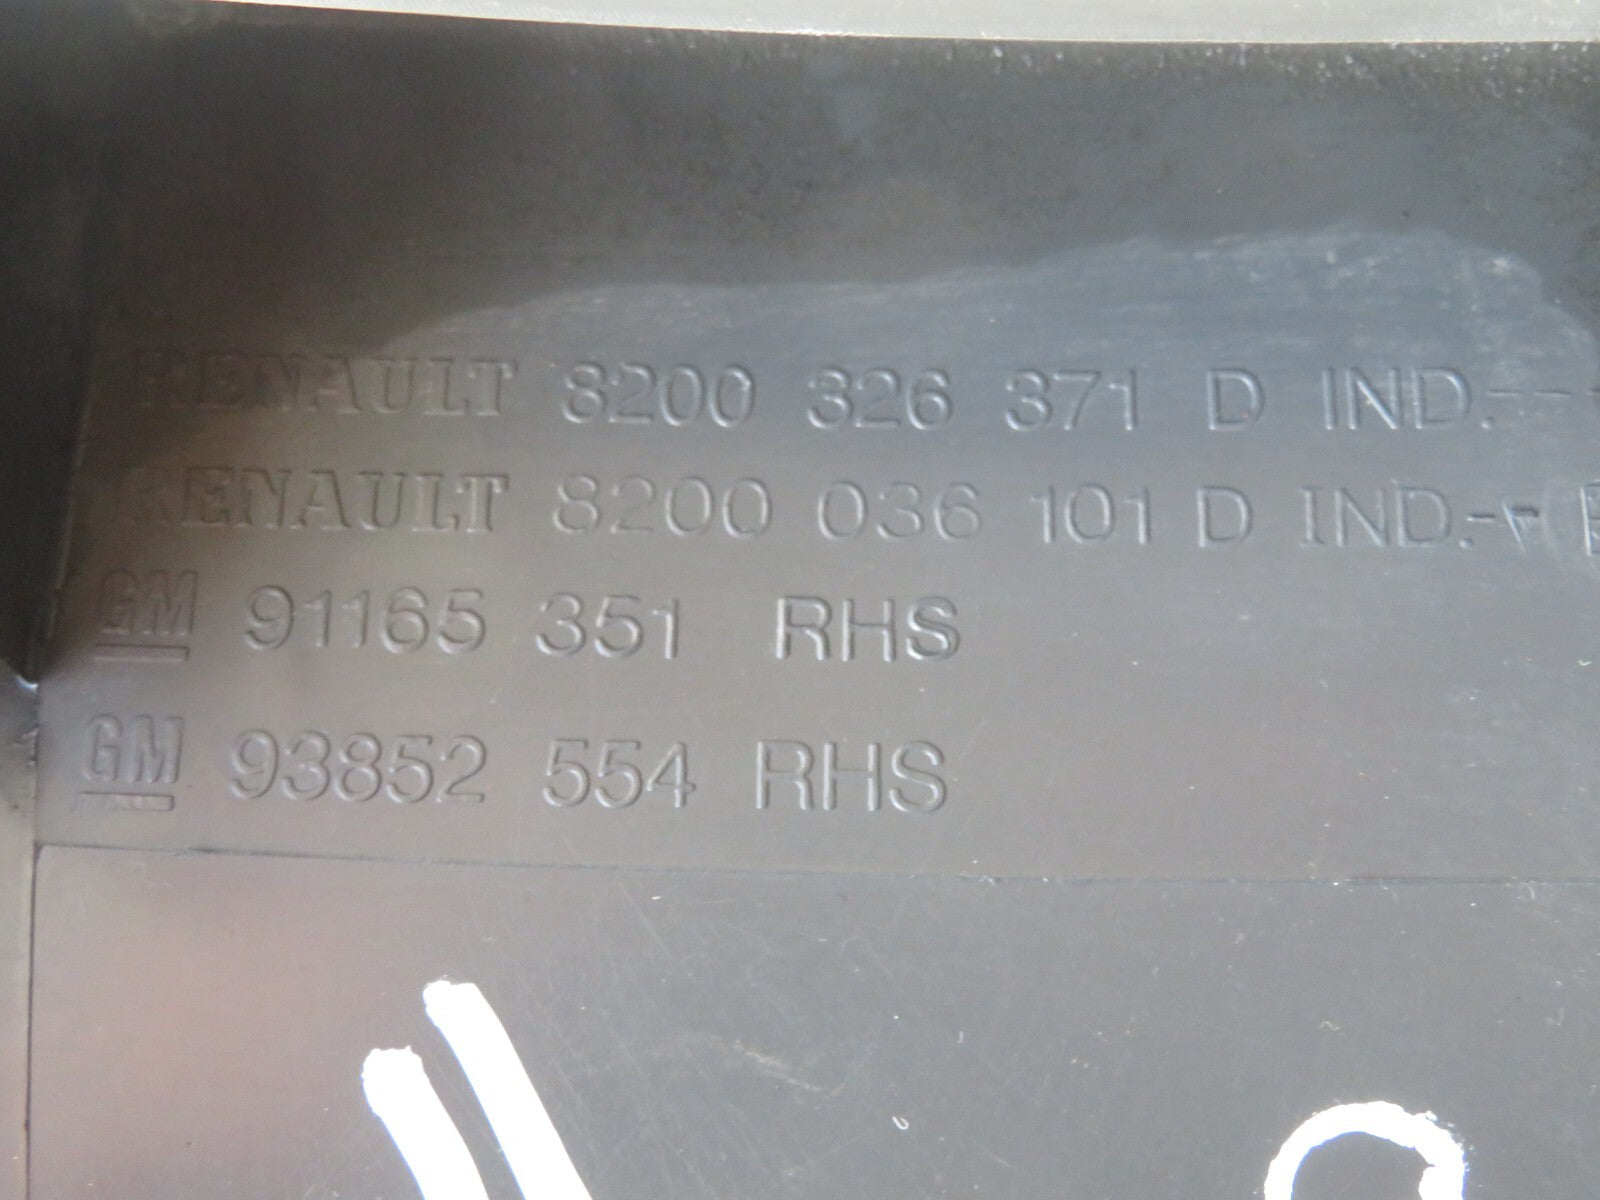 RENAULT 8200 326 371 D IND.--
RENAULT 8200 036 101 D IND.-
GM 91165 351 RHS
GM 93852 554 RHS